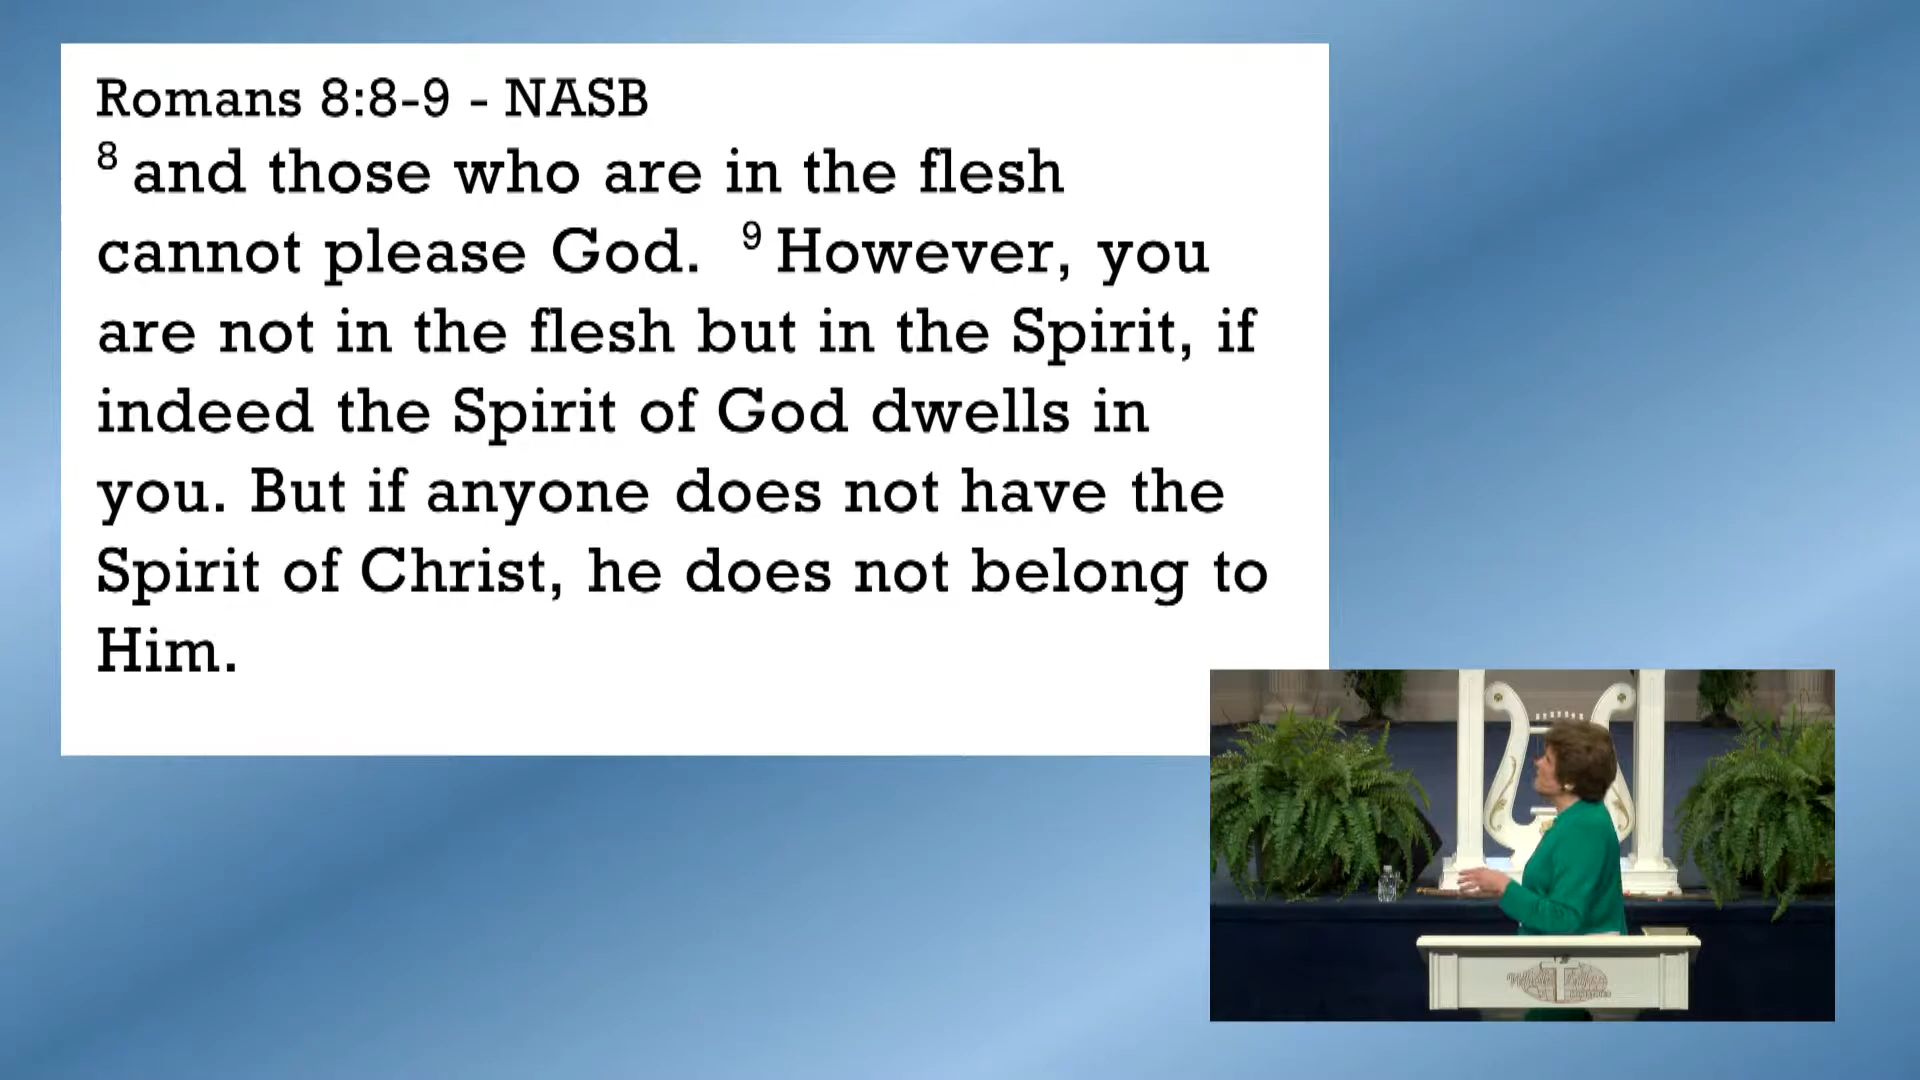 Romans 8:8-9 - NASB
8 and those who are in the flesh
cannot please God. 9 However, you
are not in the flesh but in the Spirit, if
indeed the Spirit of God dwells in
you. But if anyone does not have the
Spirit of Christ, he does not belong to
Him.